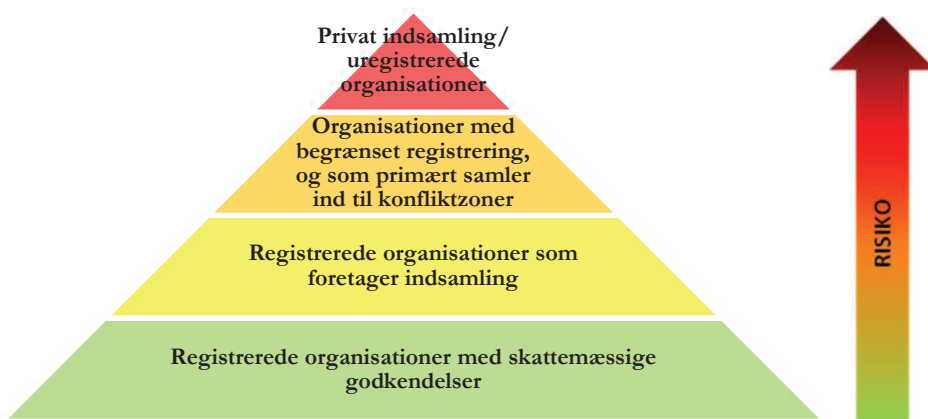 Privat indsamling/
uregistrerede
organisationer
Organisationer med
begrænset registrering,
og som primært samler
ind til konfliktzoner
Registrerede organisationer som
foretager indsamling
Registrerede organisationer med skattemæssige
godkendelser
RISIKO